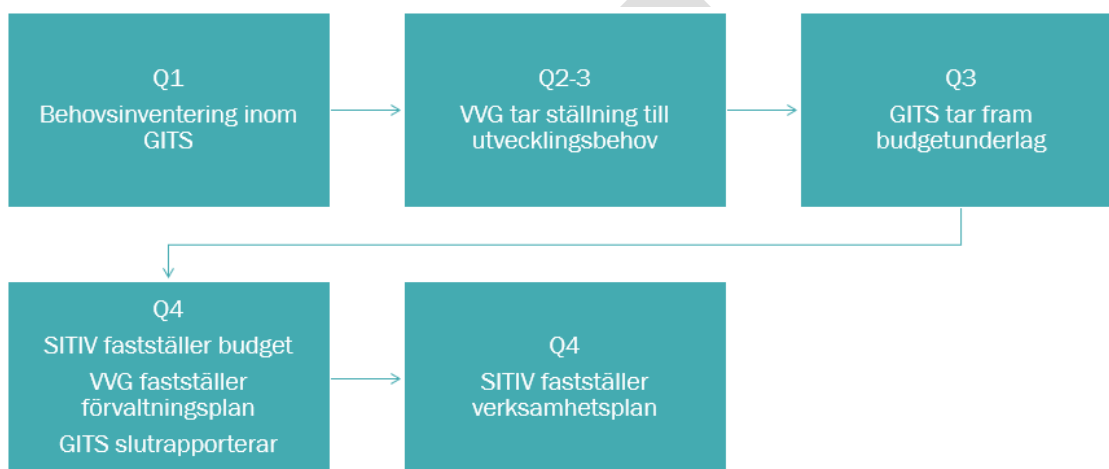 Q1
Behovsinventering inom
GITS
Q2-3
VVG tar ställning till
utvecklingsbehov
Q3
GITS tar fram
budgetunderlag
Q4
SITIV fastställer budget
VVG fastställer
förvaltningsplan
GITS slutrapporterar
Q4
SITIV fastställer
verksamhetsplan